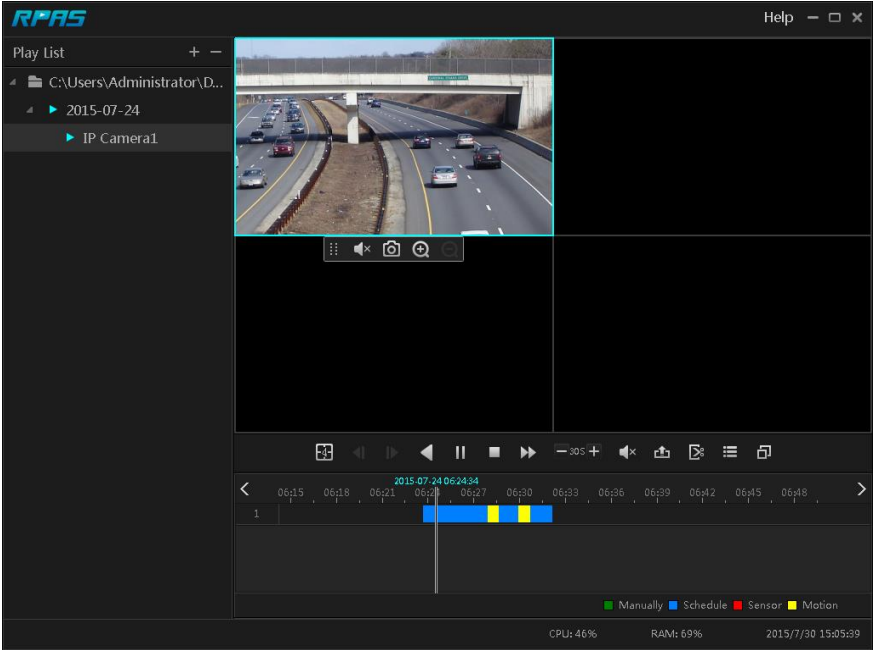 RPAS
Help
Play List
C:\Users\Administrator\D...
2015-07-24
IP Camera1
4
30S
2015-07-24 06:24:34
06:15 06:18 06:21 06:24 06:27 06:30 06:33 06:36 06:39 06:42 06:45 06:48
1
Manually Schedule Sensor Motion
CPU: 46% RAM: 69% 2015/7/30 15:05:39